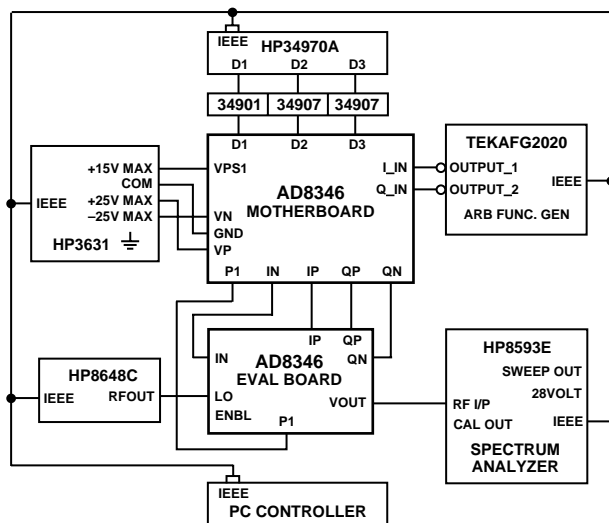 IEEE
HP34970A
D1 D2 D3
34901 34907 34907
D1 D2 D3
+15V MAX
COM
+25V MAX
–25V MAX
IEEE
HP3631
VPS1
VN
GND
VP
I_IN
Q_IN
AD8346
MOTHERBOARD
P1 IN IP QP QN
TEKAFG2020
OUTPUT_1
OUTPUT_2
IEEE
ARB FUNC. GEN
IP QP
IN QN
AD8346
EVAL BOARD
LO
ENBL
VOUT
P1
HP8648C
IEEE RFOUT
HP8593E
SWEEP OUT
28VOLT
RF I/P
CAL OUT IEEE
SPECTRUM
ANALYZER
IEEE
PC CONTROLLER